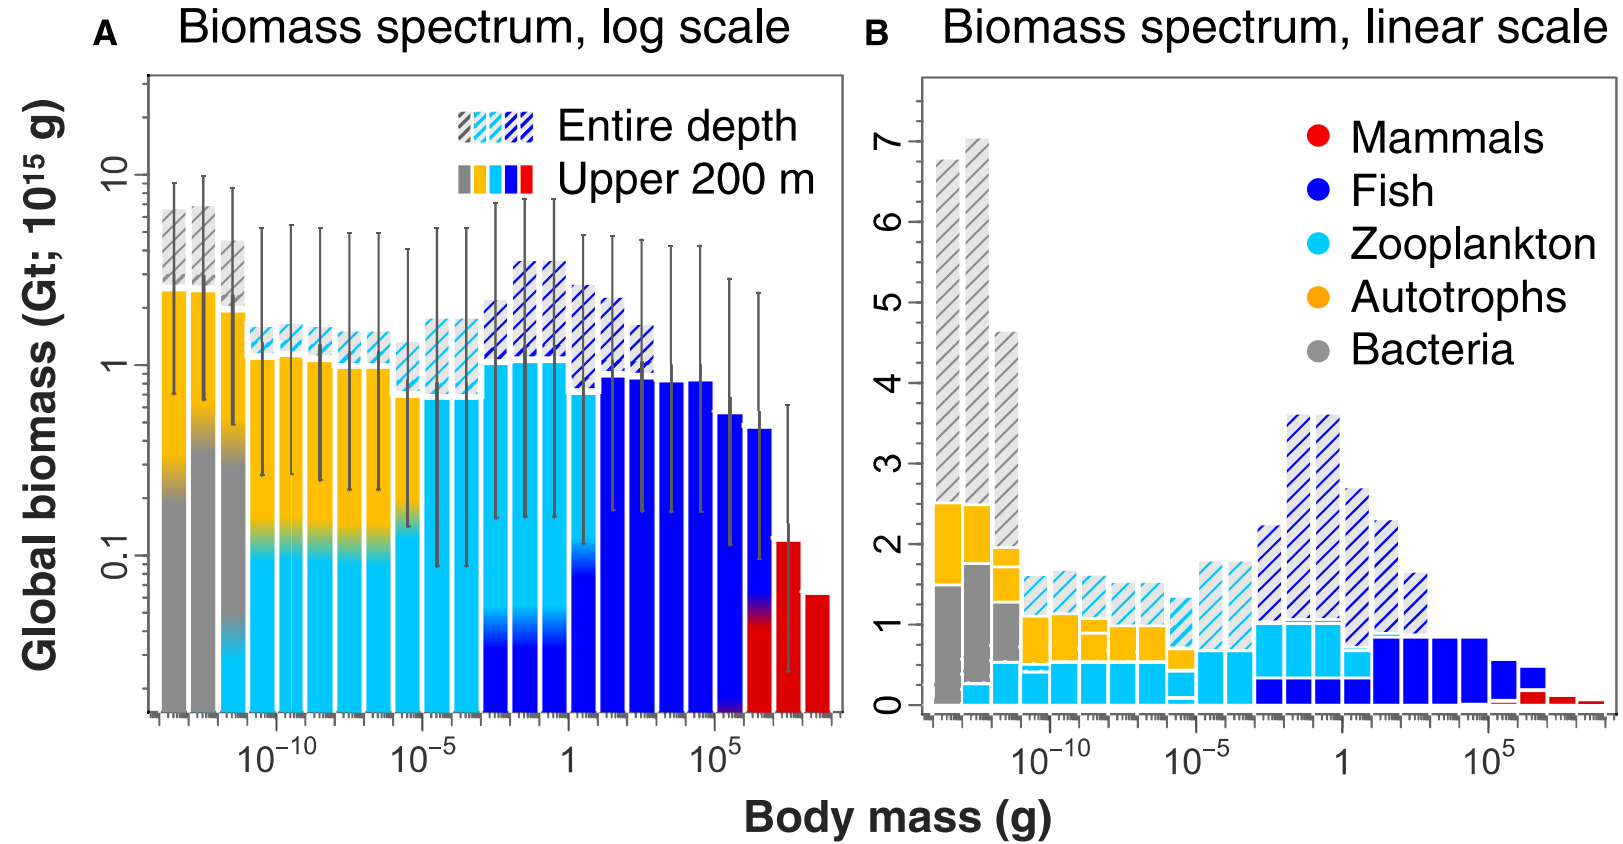 A Biomass spectrum, log scale
B Biomass spectrum, linear scale
Global biomass (Gt; 10¹⁵ g)
10
1
0.1
Entire depth
Upper 200 m
10⁻¹⁰ 10⁻⁵ 1 10⁵
7
6
5
4
3
2
1
0
Mammals
Fish
Zooplankton
Autotrophs
Bacteria
10⁻¹⁰ 10⁻⁵ 1 10⁵
Body mass (g)